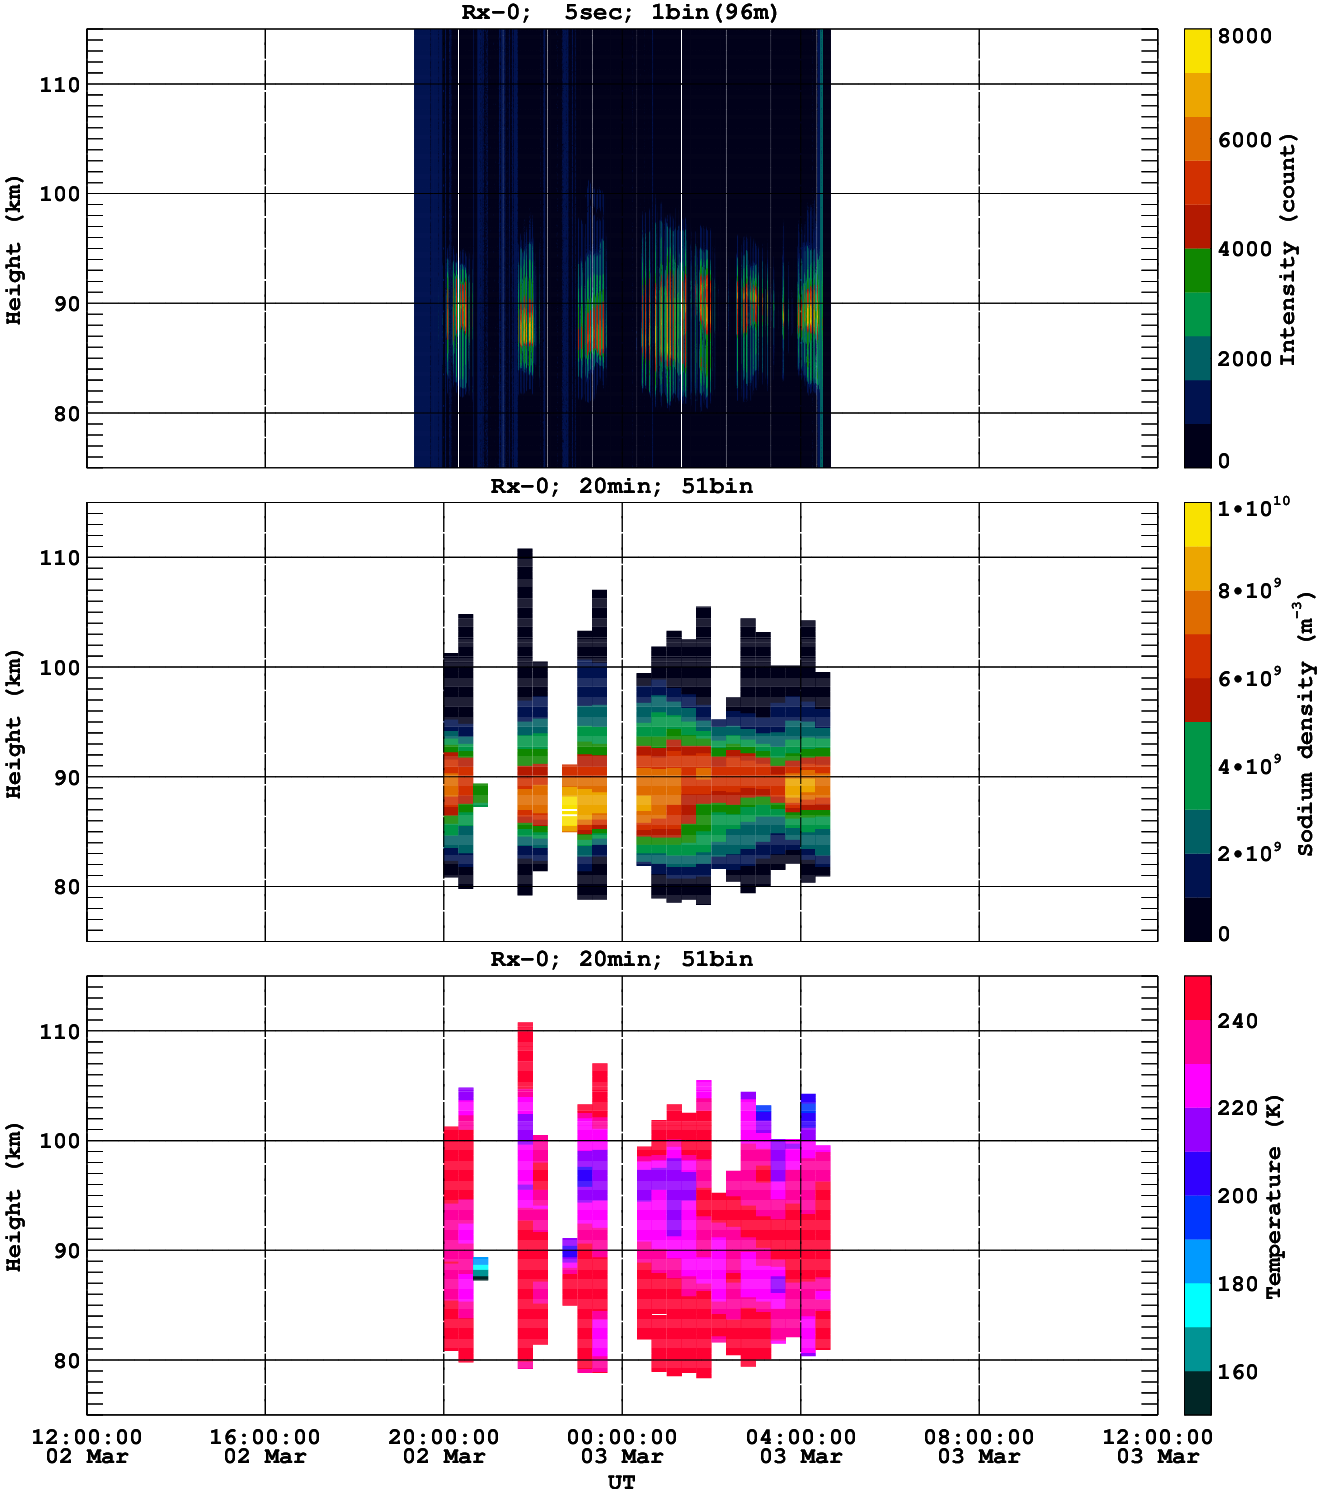 Rx-0;  5sec; 1bin(96m)
110
100
90
80
Height (km)
8000
6000
4000
2000
0
Intensity (count)
Rx-0; 20min; 51bin
110
100
90
80
Height (km)
1•10¹⁰
8•10⁹
6•10⁹
4•10⁹
2•10⁹
0
Sodium density (m⁻³)
Rx-0; 20min; 51bin
110
100
90
80
Height (km)
240
220
200
180
160
Temperature (K)
12:00:00 16:00:00 20:00:00 00:00:00 04:00:00 08:00:00 12:00:00
02 Mar 02 Mar 02 Mar 03 Mar 03 Mar 03 Mar 03 Mar
UT